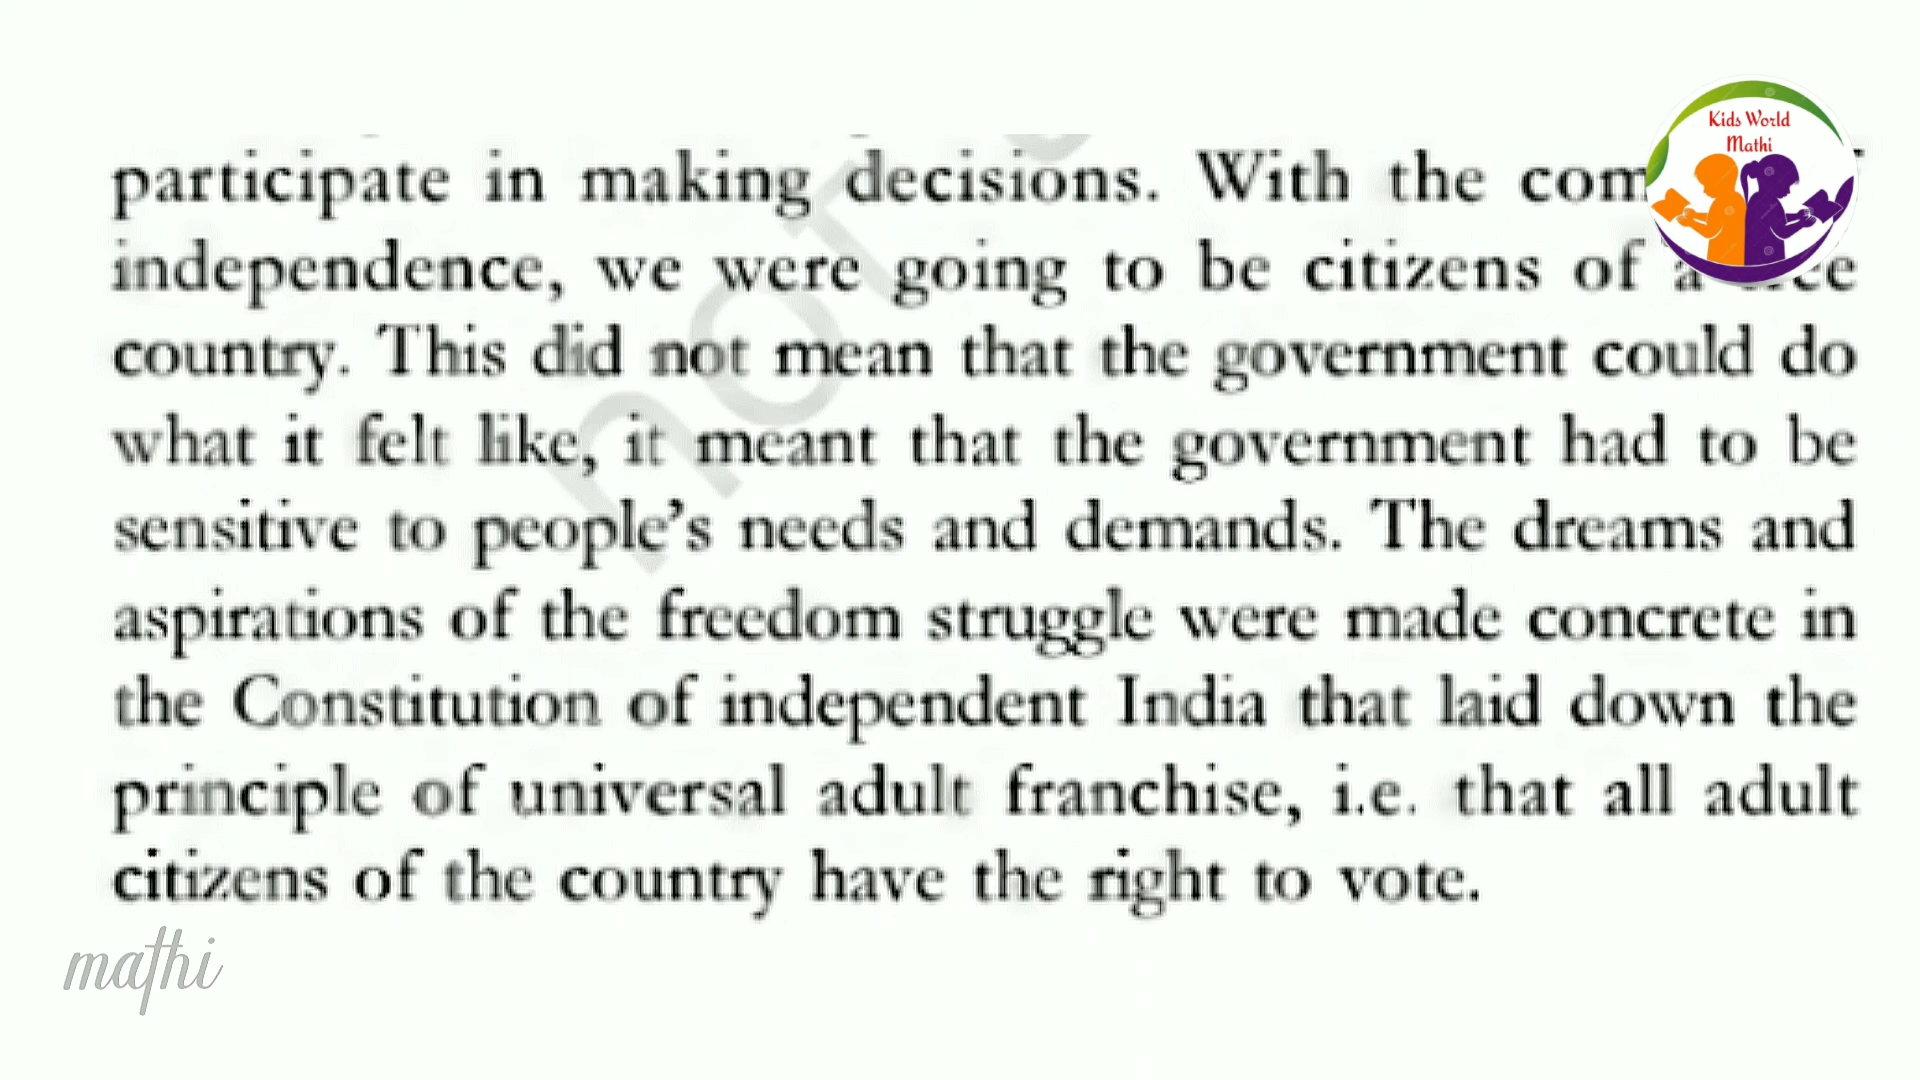 Kids World
Mathi
participate in making decisions. With the
independence, we were going to be citizens of a
country. This did not mean that the government could do
what it felt like, it meant that the government had to be
sensitive to people's needs and demands. The dreams and
aspirations of the freedom struggle were made concrete in
the Constitution of independent India that laid down the
principle of universal adult franchise, i.e. that all adult
citizens of the country have the right to vote.
not
mathi